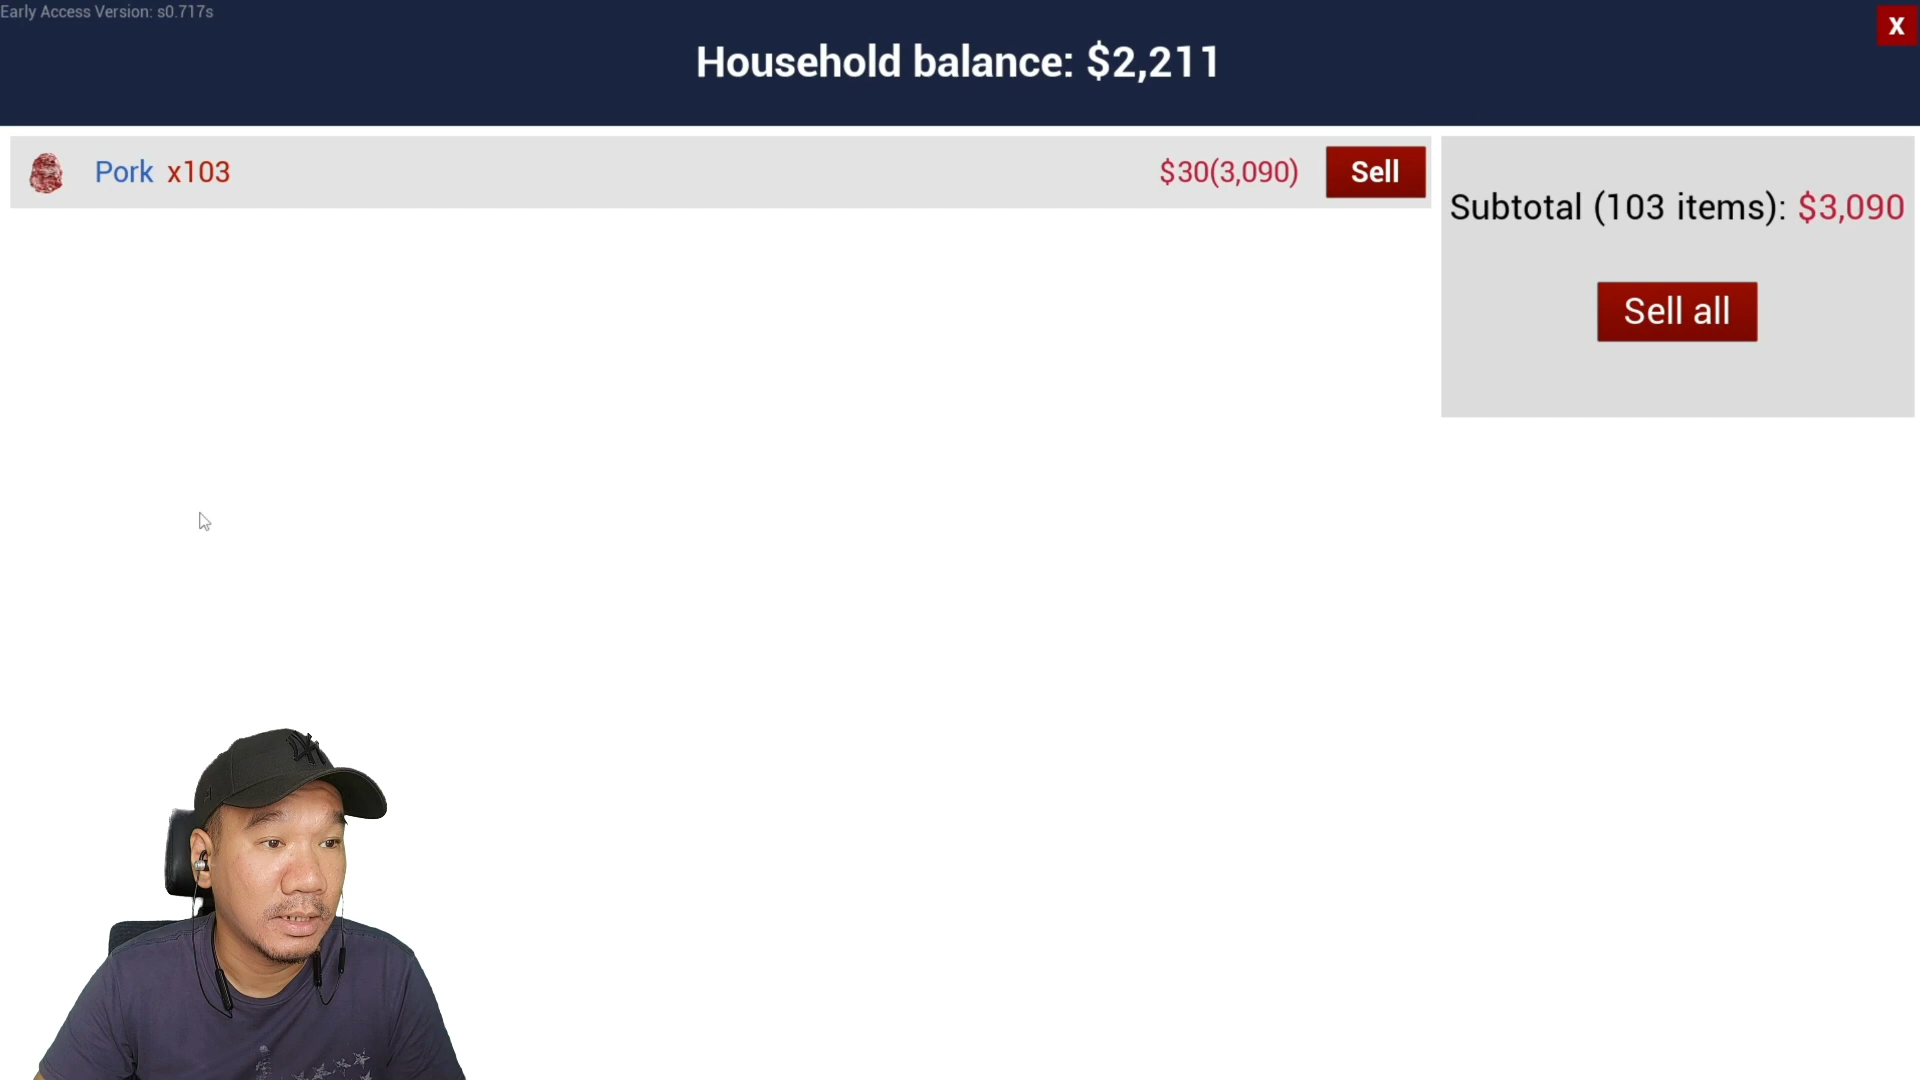 Early Access Version: s0.717s
X
Household balance: $2,211
Pork x103 $30(3,090) Sell
Subtotal (103 items): $3,090
Sell all